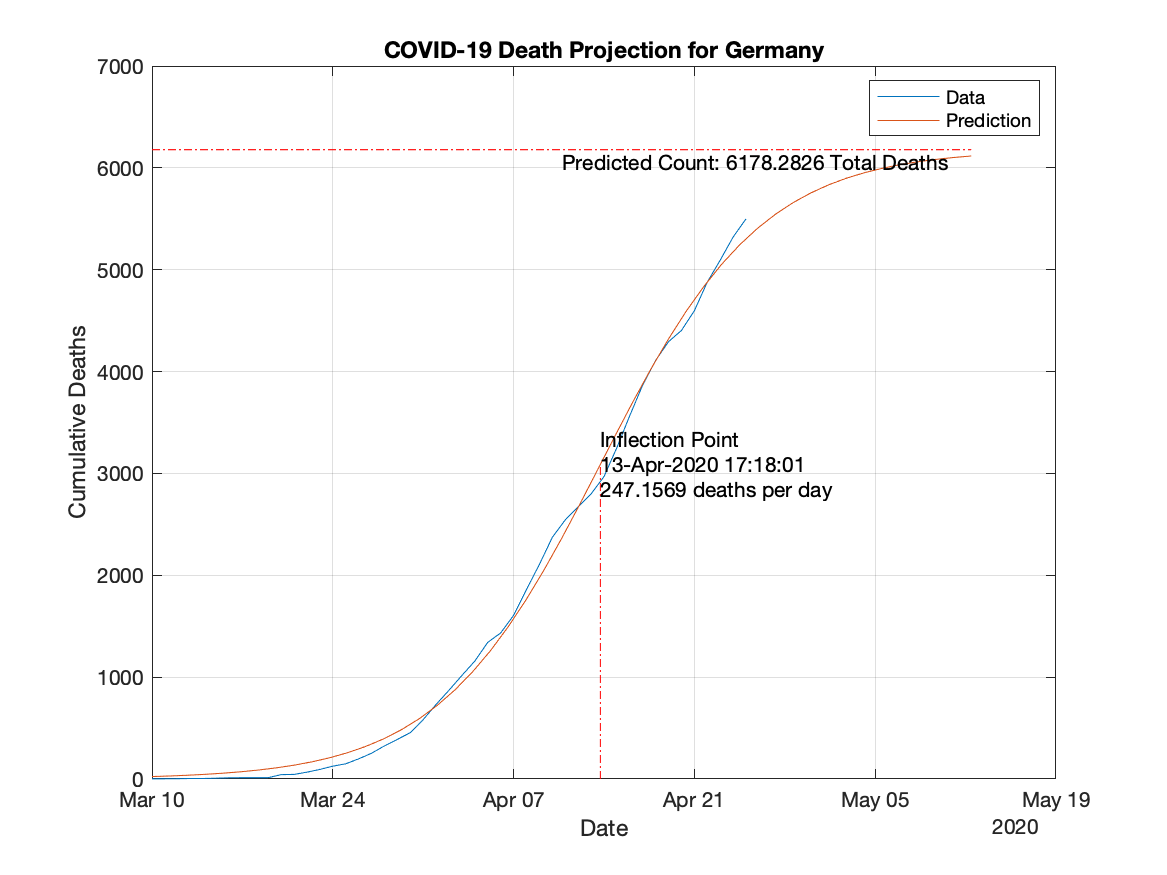 COVID-19 Death Projection for Germany
7000
Data
Prediction
Predicted Count: 6178.2826 Total Deaths
6000
5000
4000
Inflection Point
13-Apr-2020 17:18:01
247.1569 deaths per day
3000
2000
1000
0
Cumulative Deaths
Mar 10
Mar 24
Apr 07
Apr 21
May 05
May 19
Date
2020